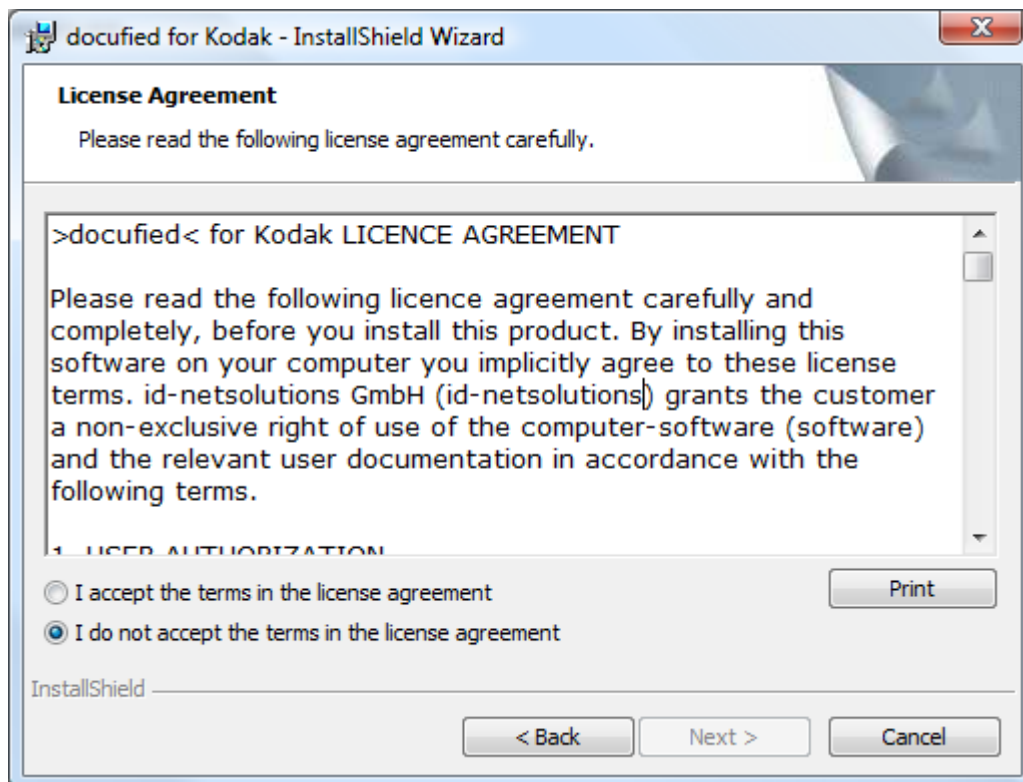 docufied for Kodak - InstallShield Wizard
License Agreement
Please read the following license agreement carefully.
>docufied< for Kodak LICENCE AGREEMENT
Please read the following licence agreement carefully and
completely, before you install this product. By installing this
software on your computer you implicitly agree to these license
terms. id-netsolutions GmbH (id-netsolutions) grants the customer
a non-exclusive right of use of the computer-software (software)
and the relevant user documentation in accordance with the
following terms.
1. USER AUTHORIZATION
I accept the terms in the license agreement
Print
I do not accept the terms in the license agreement
InstallShield
< Back
Next >
Cancel